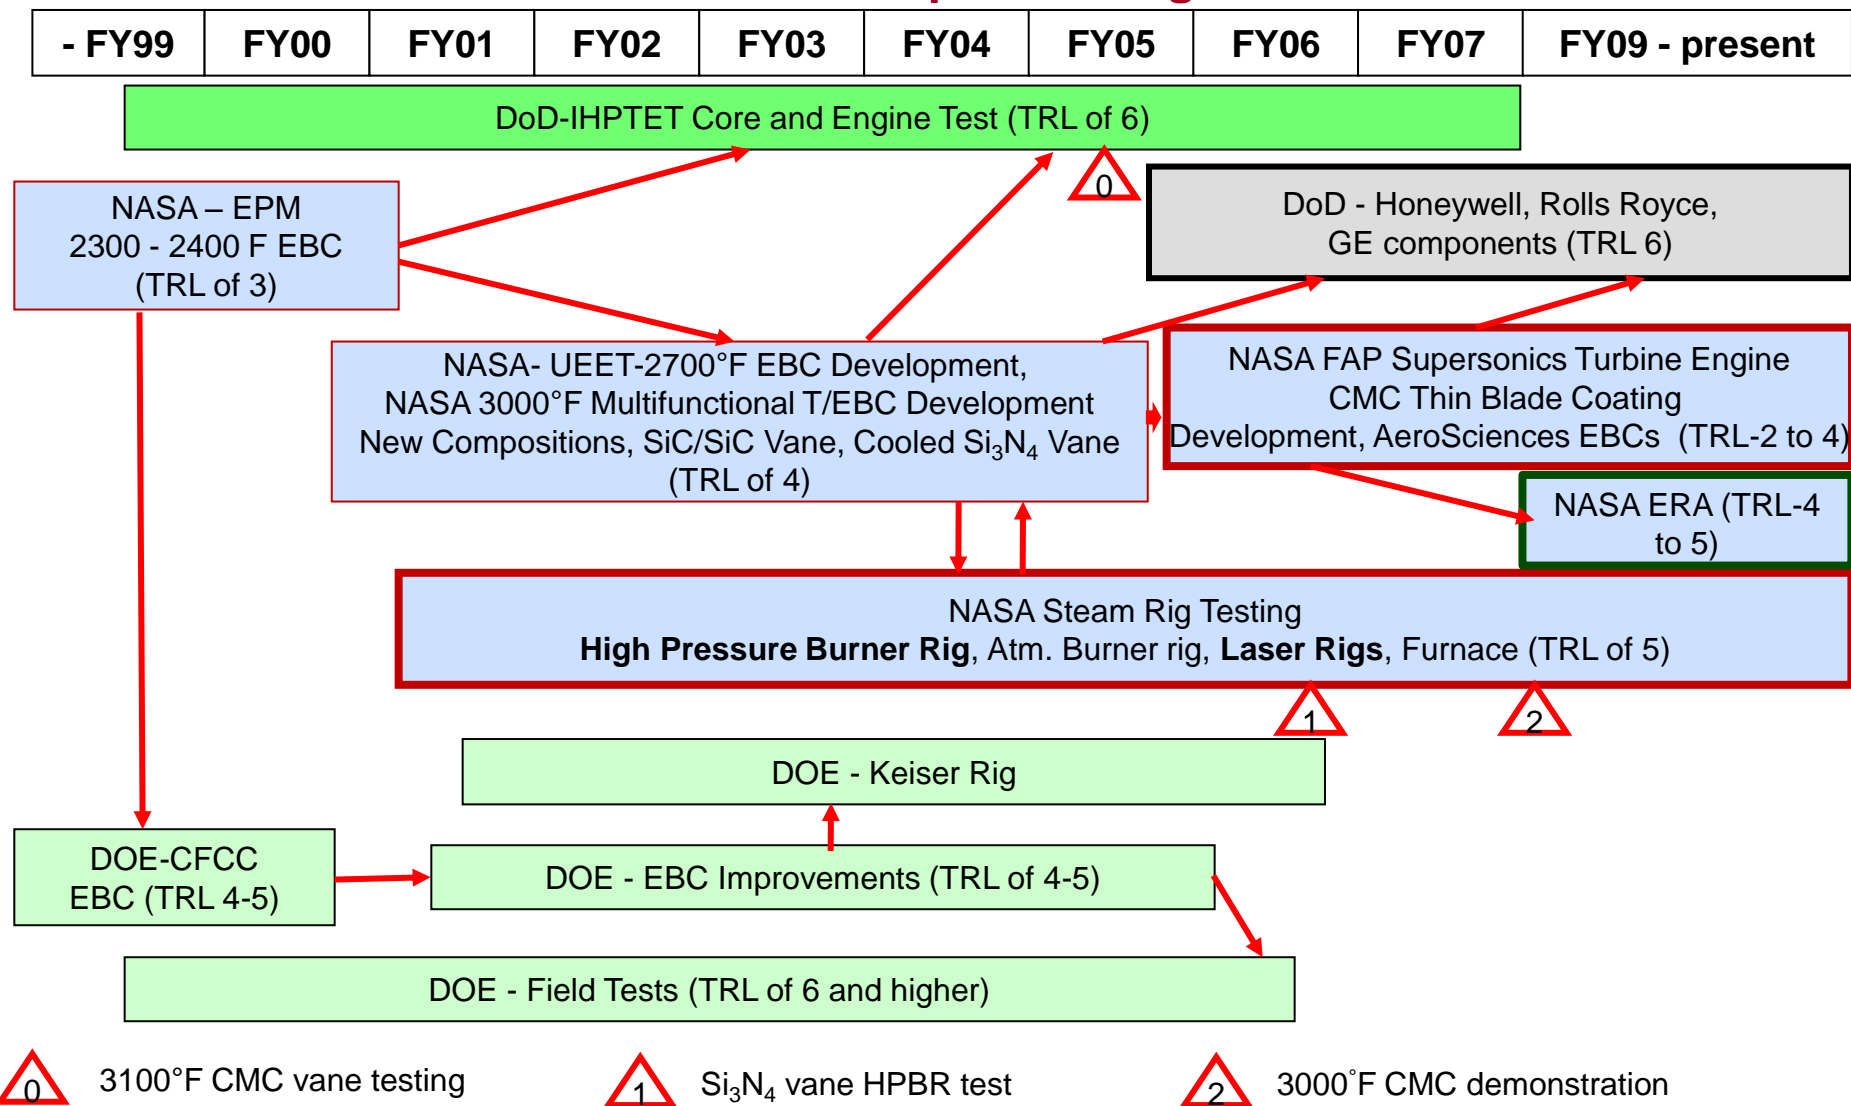 - FY99 FY00 FY01 FY02 FY03 FY04 FY05 FY06 FY07 FY09 - present
DoD-IHPTET Core and Engine Test (TRL of 6)
0
NASA – EPM
2300 - 2400 F EBC
(TRL of 3)
DoD - Honeywell, Rolls Royce,
GE components (TRL 6)
NASA- UEET-2700°F EBC Development,
NASA 3000°F Multifunctional T/EBC Development
New Compositions, SiC/SiC Vane, Cooled Si₃N₄ Vane
(TRL of 4)
NASA FAP Supersonics Turbine Engine
CMC Thin Blade Coating
Development, AeroSciences EBCs (TRL-2 to 4)
NASA ERA (TRL-4
to 5)
NASA Steam Rig Testing
High Pressure Burner Rig, Atm. Burner rig, Laser Rigs, Furnace (TRL of 5)
1
2
DOE - Keiser Rig
DOE-CFCC
EBC (TRL 4-5)
DOE - EBC Improvements (TRL of 4-5)
DOE - Field Tests (TRL of 6 and higher)
0 3100°F CMC vane testing
1 Si₃N₄ vane HPBR test
2 3000°F CMC demonstration